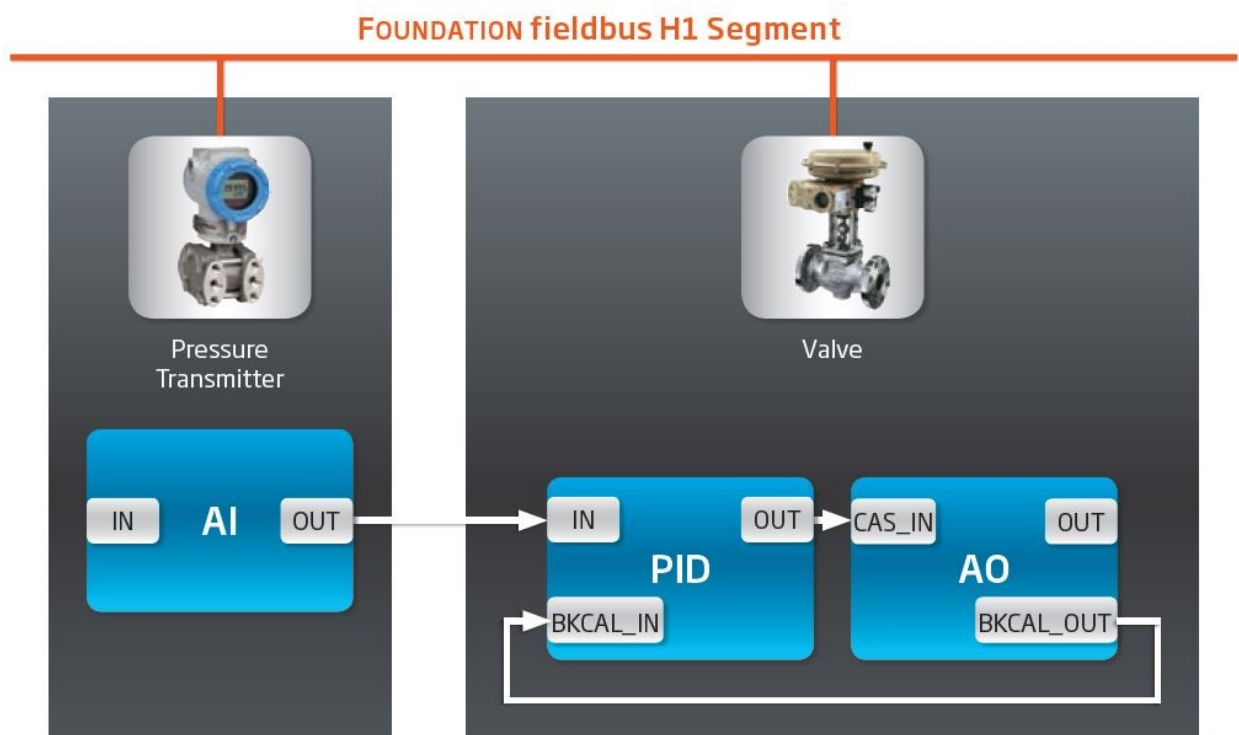 FOUNDATION fieldbus H1 Segment
Pressure
Transmitter
Valve
IN
AI
OUT
IN
OUT
PID
BKCAL_IN
CAS_IN
OUT
AO
BKCAL_OUT